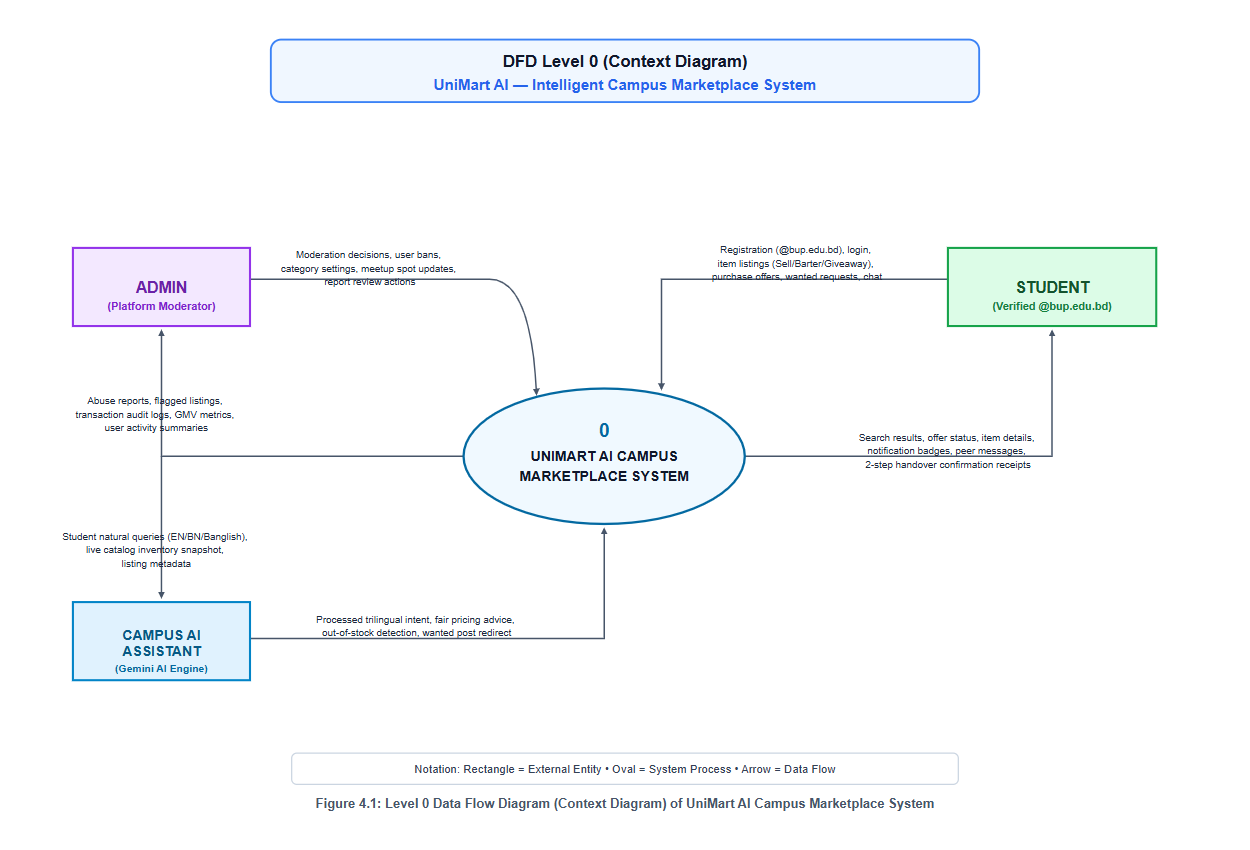 DFD Level 0 (Context Diagram)
UniMart AI — Intelligent Campus Marketplace System
ADMIN
(Platform Moderator)
Moderation decisions, user bans,
category settings, meetup spot updates,
report review actions
Registration (@bup.edu.bd), login,
item listings (Sell/Barter/Giveaway),
purchase offers, wanted requests, chat
STUDENT
(Verified @bup.edu.bd)
Abuse reports, flagged listings,
transaction audit logs, GMV metrics,
user activity summaries
0
UNIMART AI CAMPUS
MARKETPLACE SYSTEM
Search results, offer status, item details,
notification badges, peer messages,
2-step handover confirmation receipts
Student natural queries (EN/BN/Banglish),
live catalog inventory snapshot,
listing metadata
CAMPUS AI
ASSISTANT
(Gemini AI Engine)
Processed trilingual intent, fair pricing advice,
out-of-stock detection, wanted post redirect
Notation: Rectangle = External Entity • Oval = System Process • Arrow = Data Flow
Figure 4.1: Level 0 Data Flow Diagram (Context Diagram) of UniMart AI Campus Marketplace System